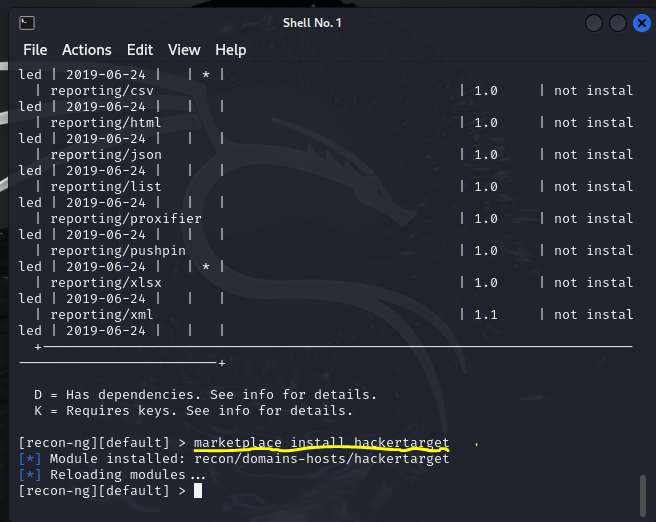 Shell No. 1
File Actions Edit View Help
led | 2019-06-24 |   | * |
| reporting/csv | 1.0 | not instal
led | 2019-06-24 |   |   |
| reporting/html | 1.0 | not instal
led | 2019-06-24 |   |   |
| reporting/json | 1.0 | not instal
led | 2019-06-24 |   |   |
| reporting/list | 1.0 | not instal
led | 2019-06-24 |   |   |
| reporting/proxifier | 1.0 | not instal
led | 2019-06-24 |   |   |
| reporting/pushpin | 1.0 | not instal
led | 2019-06-24 |   | * |
| reporting/xlsx | 1.0 | not instal
led | 2019-06-24 |   |   |
| reporting/xml | 1.1 | not instal
led | 2019-06-24 |   |   |
D = Has dependencies. See info for details.
K = Requires keys. See info for details.
[recon-ng][default] > marketplace install hackertarget
[*] Module installed: recon/domains-hosts/hackertarget
[*] Reloading modules...
[recon-ng][default] >